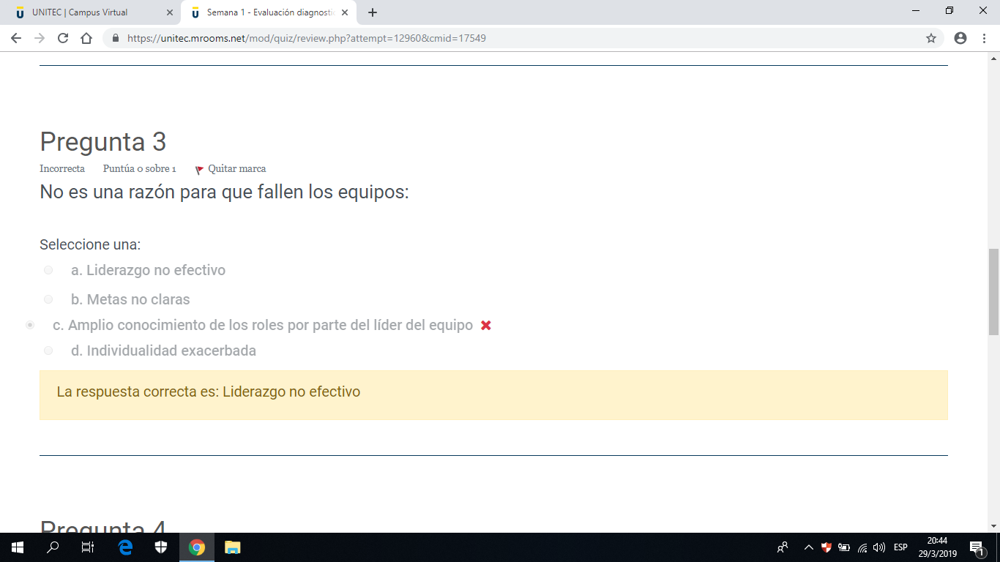 UNITEC | Campus Virtual
Semana 1 - Evaluación diagnostic
https://unitec.mrooms.net/mod/quiz/review.php?attempt=12960&cmid=17549
Pregunta 3
Incorrecta Puntúa 0 sobre 1 Quitar marca
No es una razón para que fallen los equipos:
Seleccione una:
a. Liderazgo no efectivo
b. Metas no claras
c. Amplio conocimiento de los roles por parte del líder del equipo
d. Individualidad exacerbada
La respuesta correcta es: Liderazgo no efectivo
Pregunta 4
ESP
20:44
29/3/2019
1